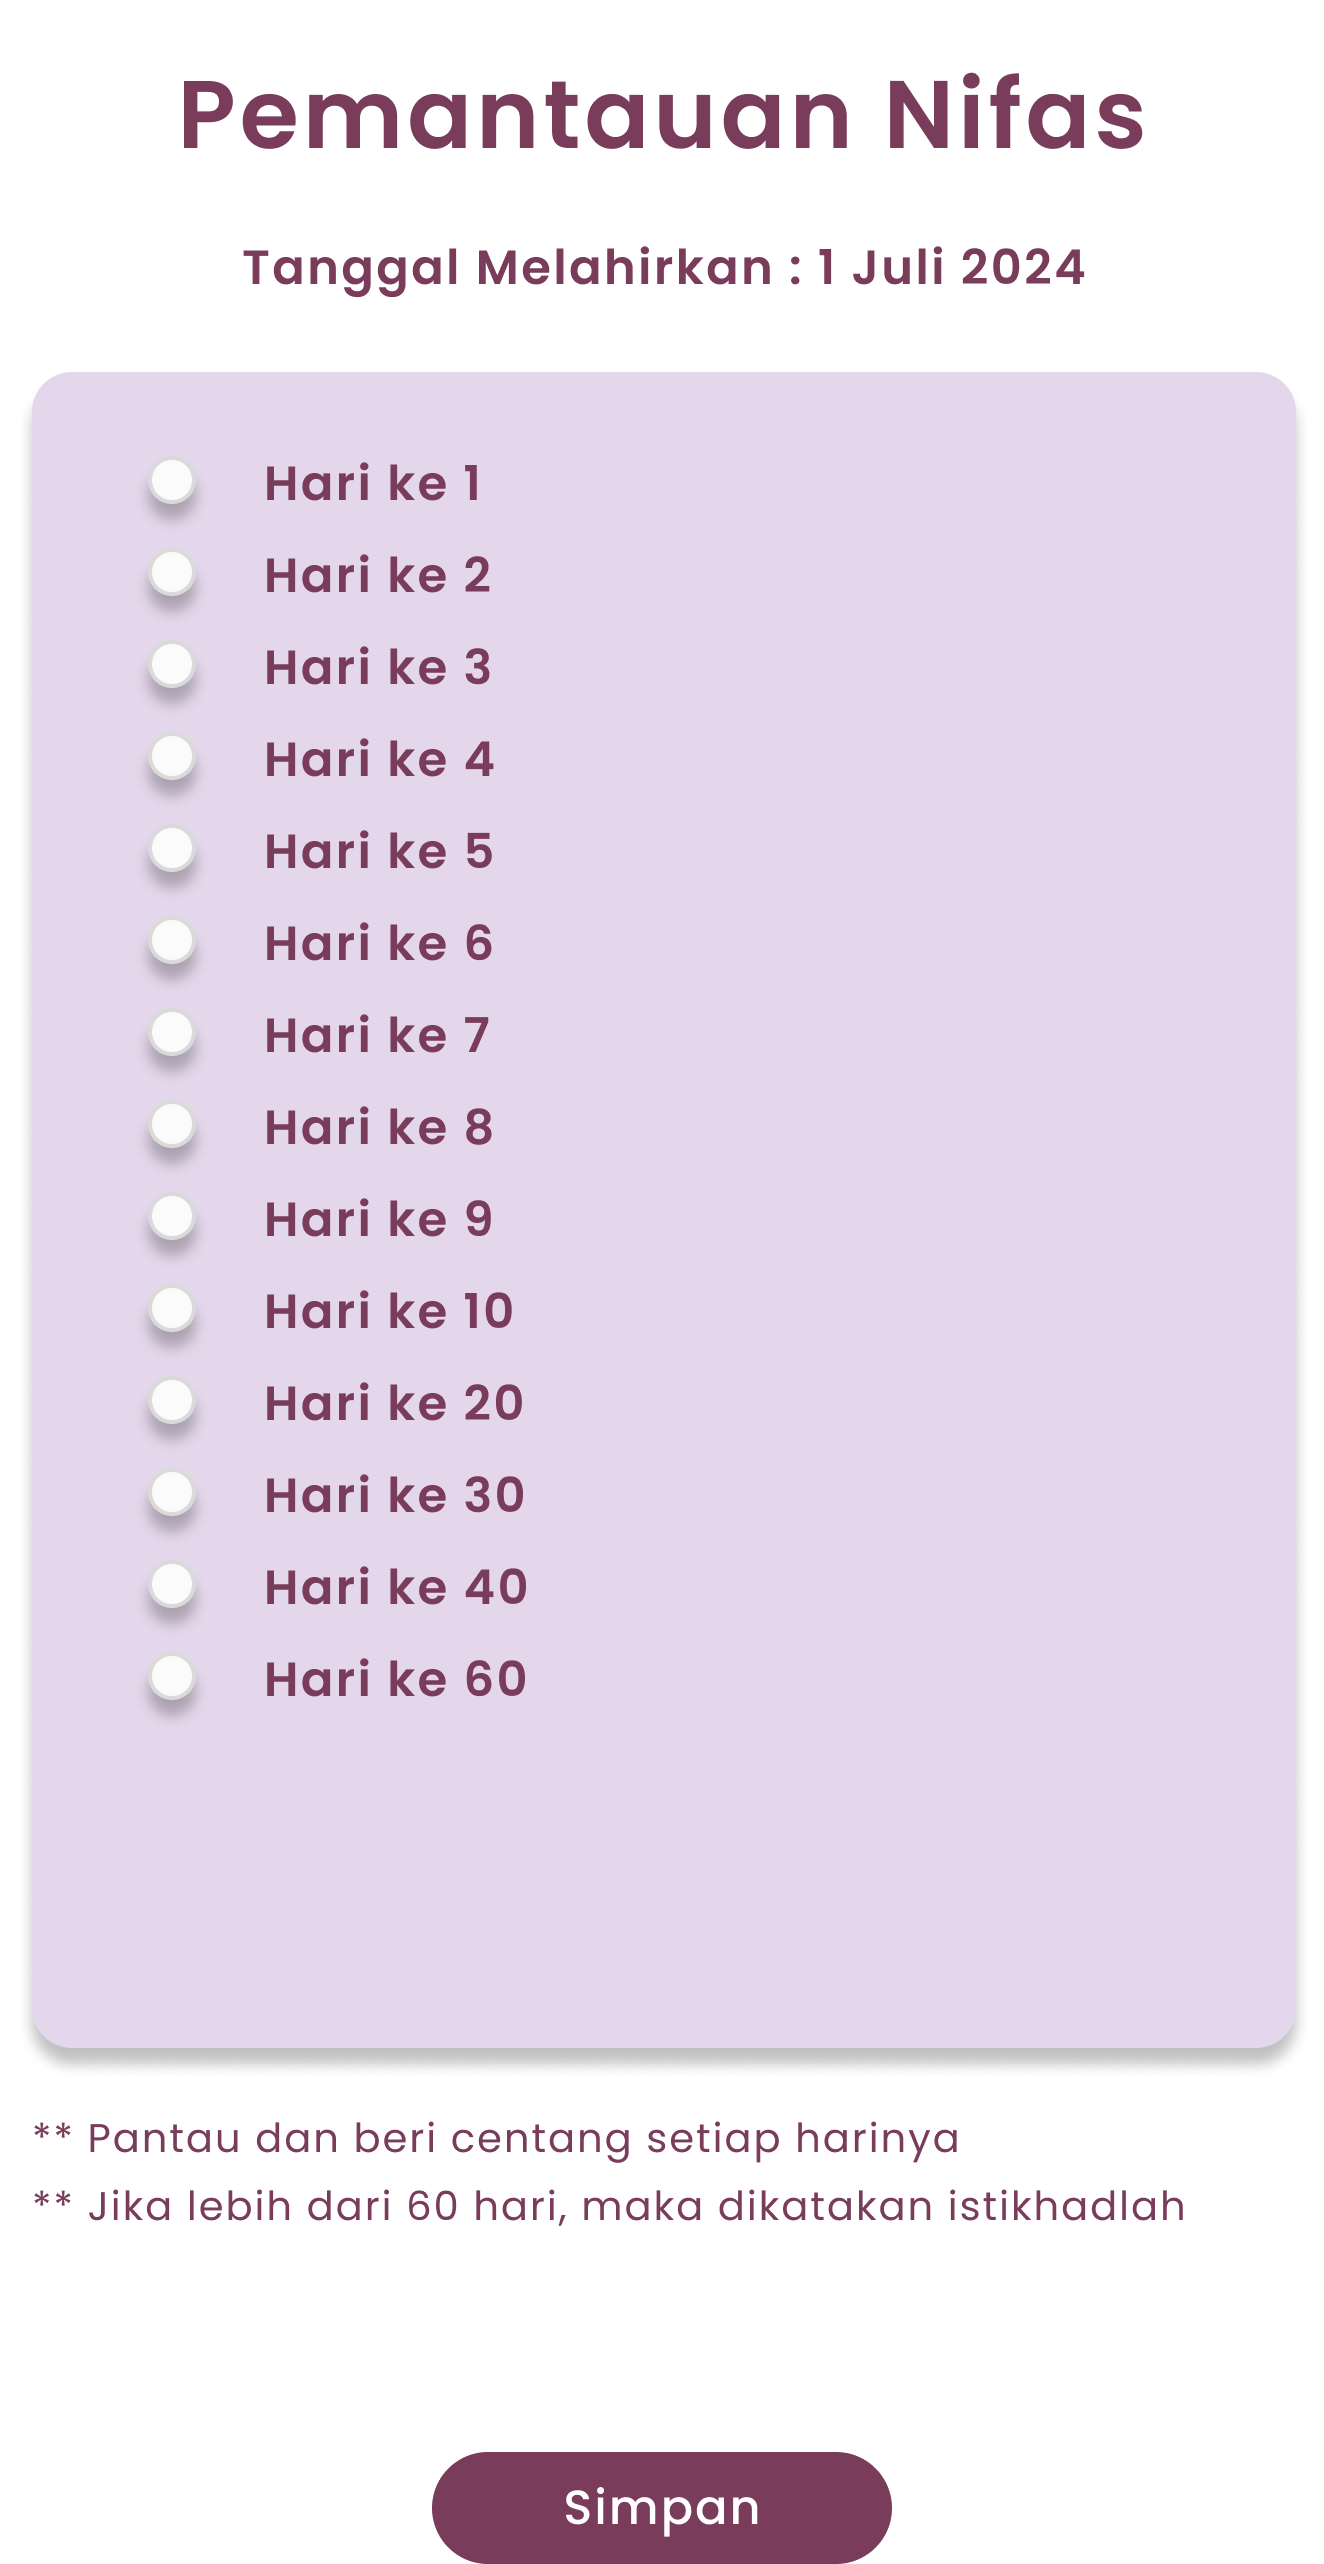 Pemantauan Nifas
Tanggal Melahirkan : 1 Juli 2024
Hari ke 1
Hari ke 2
Hari ke 3
Hari ke 4
Hari ke 5
Hari ke 6
Hari ke 7
Hari ke 8
Hari ke 9
Hari ke 10
Hari ke 20
Hari ke 30
Hari ke 40
Hari ke 60
** Pantau dan beri centang setiap harinya
** Jika lebih dari 60 hari, maka dikatakan istikhadlah
Simpan